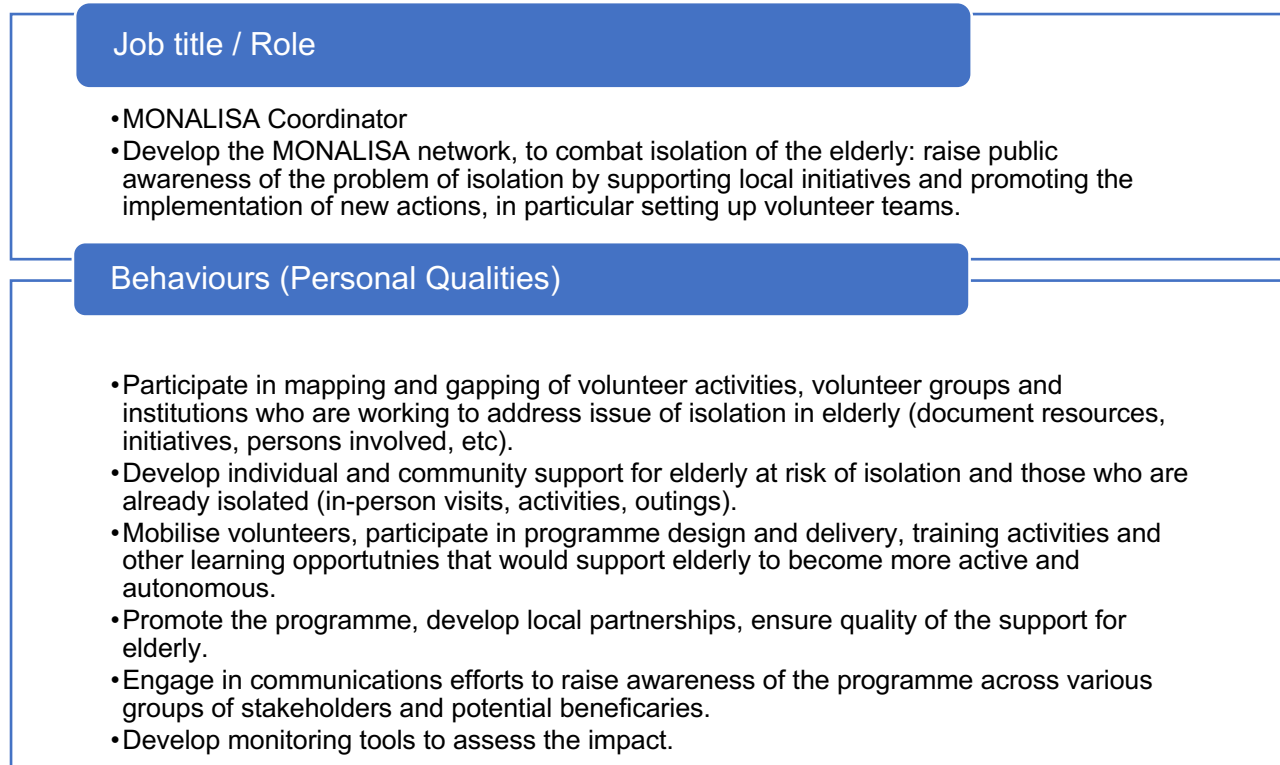 Job title / Role
•MONALISA Coordinator
•Develop the MONALISA network, to combat isolation of the elderly: raise public
awareness of the problem of isolation by supporting local initiatives and promoting the
implementation of new actions, in particular setting up volunteer teams.
Behaviours (Personal Qualities)
•Participate in mapping and gapping of volunteer activities, volunteer groups and
institutions who are working to address issue of isolation in elderly (document resources,
initiatives, persons involved, etc).
•Develop individual and community support for elderly at risk of isolation and those who are
already isolated (in-person visits, activities, outings).
•Mobilise volunteers, participate in programme design and delivery, training activities and
other learning opportutnies that would support elderly to become more active and
autonomous.
•Promote the programme, develop local partnerships, ensure quality of the support for
elderly.
•Engage in communications efforts to raise awareness of the programme across various
groups of stakeholders and potential beneficaries.
•Develop monitoring tools to assess the impact.